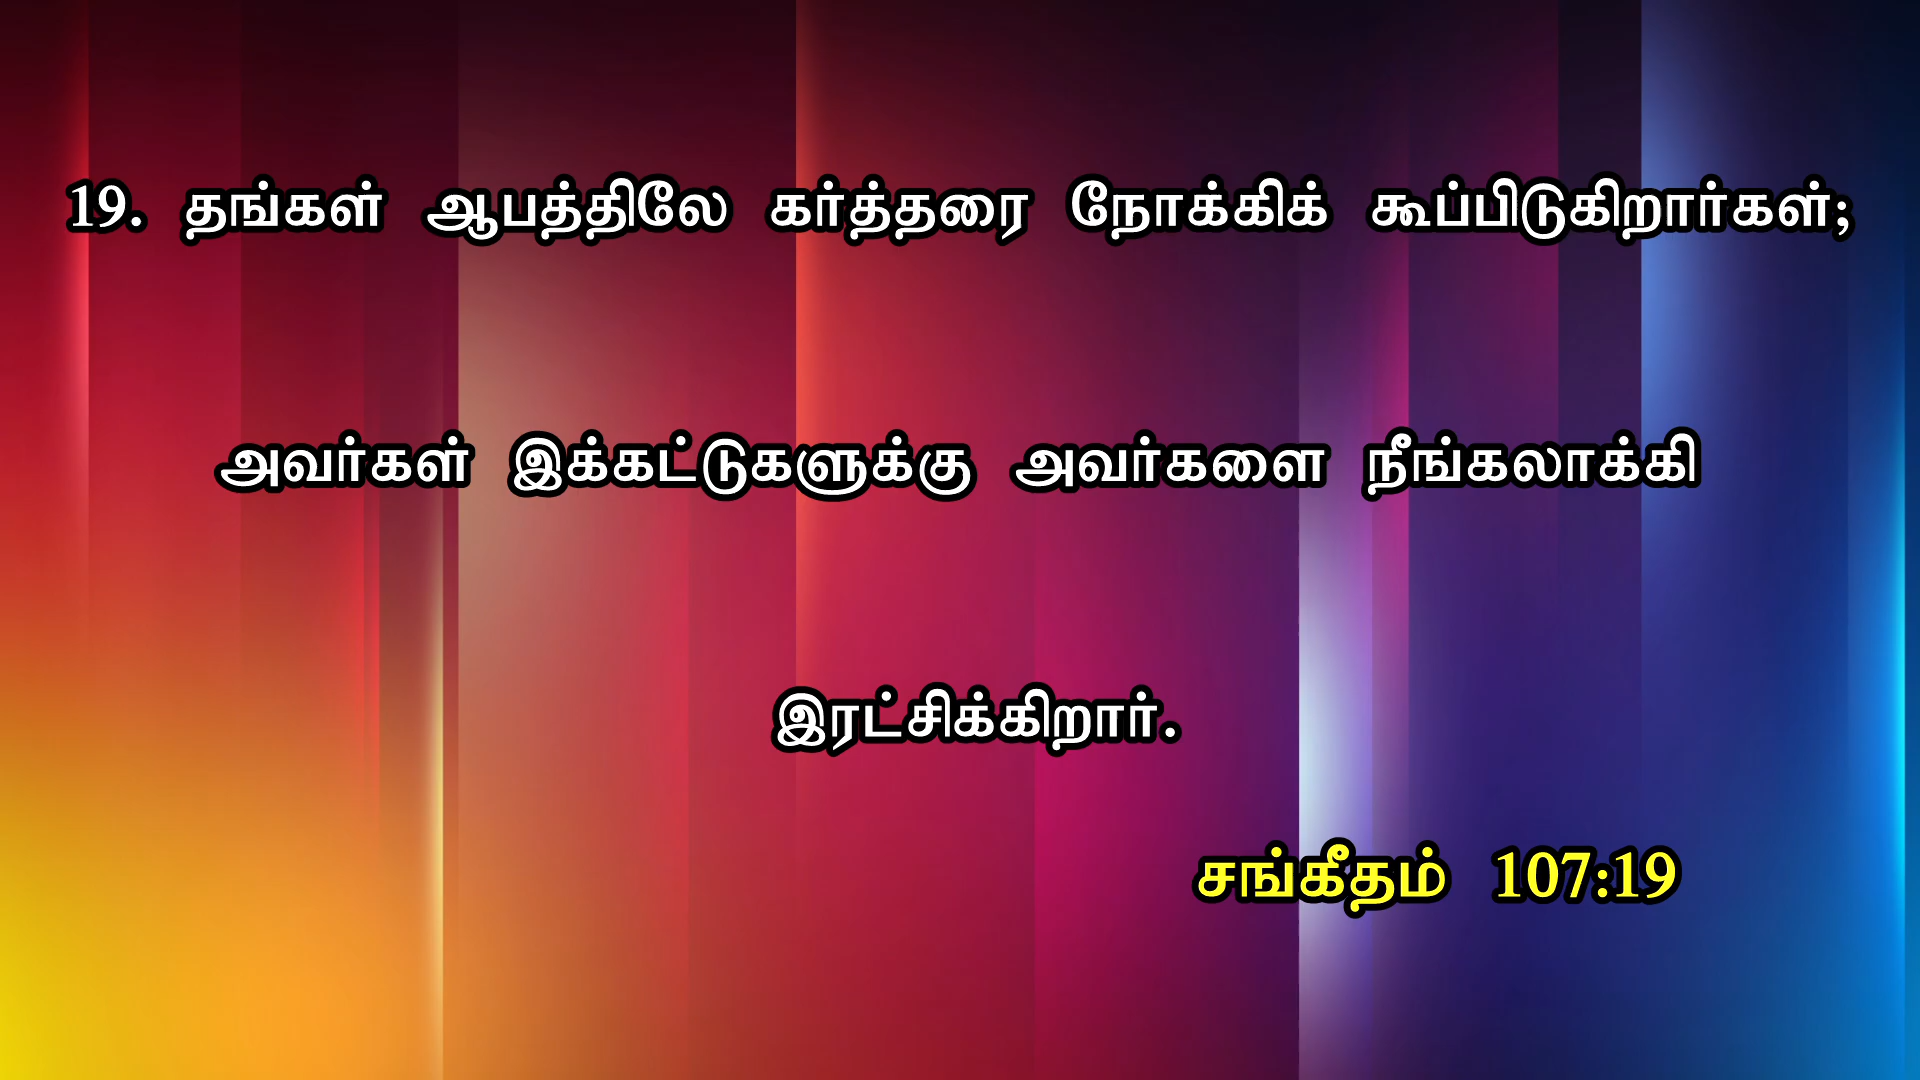 19. தங்கள் ஆபத்திலே கர்த்தரை நோக்கிக் கூப்பிடுகிறார்கள்;
அவர்கள் இக்கட்டுகளுக்கு அவர்களை நீங்கலாக்கி
இரட்சிக்கிறார்.
சங்கீதம் 107:19